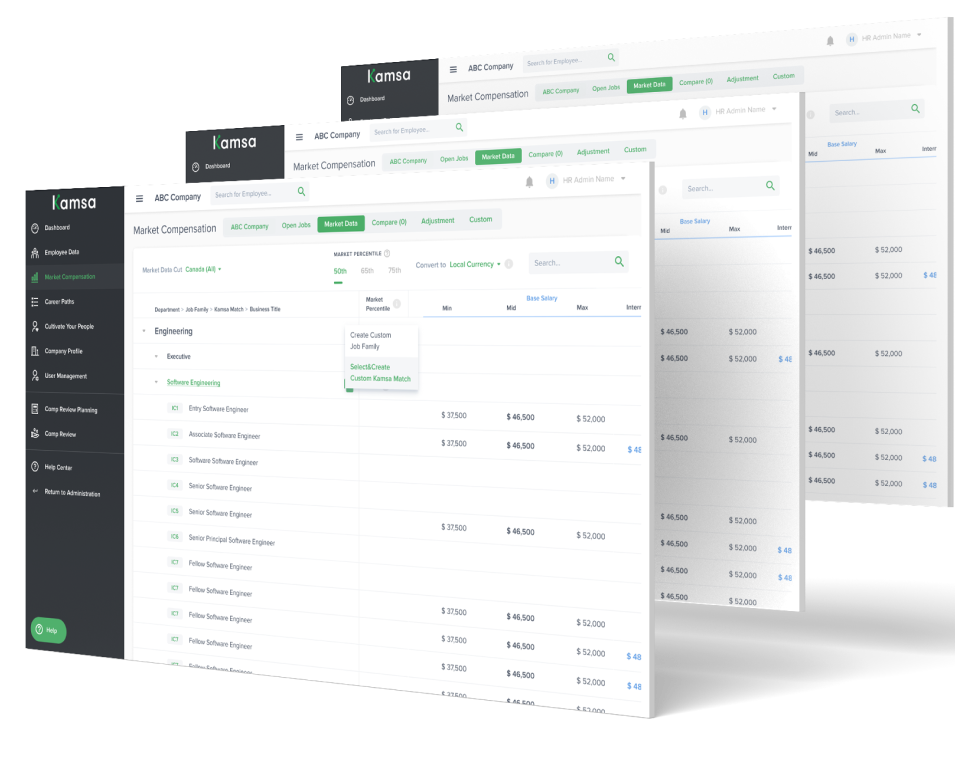 Kamsa
ABC Company Search for Employee... H HR Admin Name
Dashboard
Market Compensation ABC Company Open Jobs Market Data Compare (0) Adjustment Custom
Search...
Base Salary
Mid Max Interr
$ 46,500 $ 52,000
$ 46,500 $ 52,000 $ 48
$ 46,500 $ 52,000
$ 46,500 $ 52,000
$ 46,500 $ 52,000 $ 48
$ 46,500 $ 52,000 $ 48
Kamsa
ABC Company Search for Employee... H HR Admin Name
Dashboard
Market Compensation ABC Company Open Jobs Market Data Compare (0) Adjustment Custom
Search...
Base Salary
Mid Max Interr
$ 46,500 $ 52,000
$ 46,500 $ 52,000 $ 48
$ 46,500 $ 52,000
$ 46,500 $ 52,000
$ 46,500 $ 52,000 $ 48
$ 46,500 $ 52,000 $ 48
$ 46,500 $ 52,000
Kamsa
Dashboard
Employee Data
Market Compensation
Career Paths
Cultivate Your People
Company Profile
User Management
Comp Review Planning
Comp Review
Help Center
Return to Administration
Help
ABC Company Search for Employee... H HR Admin Name
Market Compensation ABC Company Open Jobs Market Data Compare (0) Adjustment Custom
MARKET PERCENTILE
Market Data Cut Canada (All) 50th 65th 75th Convert to Local Currency Search...
Market Base Salary
Department > Job Family > Kamsa Match > Business Title Percentile Min Mid Max Interr
Engineering
Create Custom
Job Family
Executive
Select&Create
Custom Kamsa Match
Software Engineering
IC1 Entry Software Engineer $ 37,500 $ 46,500 $ 52,000
IC2 Associate Software Engineer $ 37,500 $ 46,500 $ 52,000 $ 48
IC3 Software Software Engineer
IC4 Senior Software Engineer
IC5 Senior Software Engineer $ 37,500 $ 46,500 $ 52,000
IC6 Senior Principal Software Engineer
IC7 Fellow Software Engineer
IC7 Fellow Software Engineer $ 37,500 $ 46,500 $ 52,000
IC7 Fellow Software Engineer $ 37,500 $ 46,500 $ 52,000 $ 48
IC7 Fellow Software Engineer $ 37,500 $ 46,500 $ 52,000 $ 48
IC7 Fellow Software Engineer $ 37,500 $ 46,500 $ 52,000